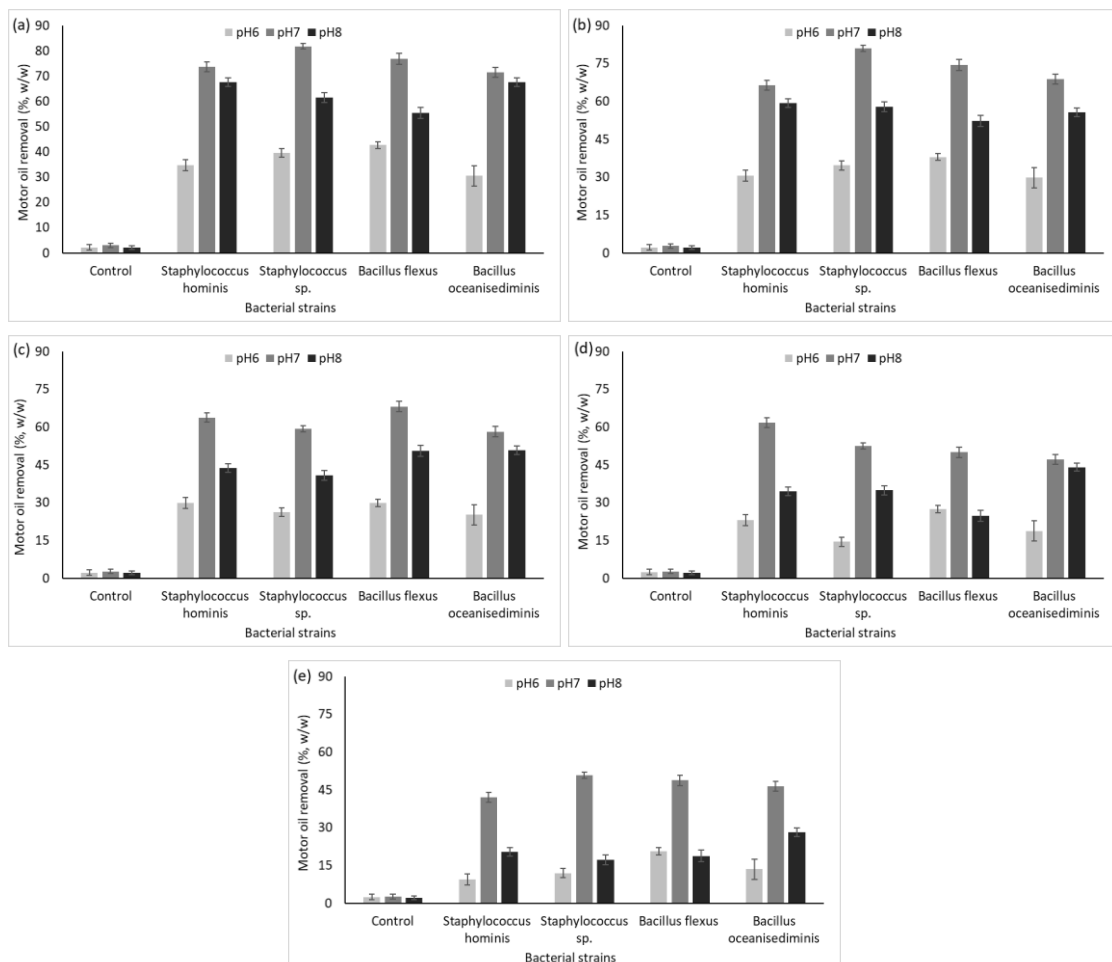 (a)
pH6 pH7 pH8
Motor oil removal (%, w/w)
90
80
70
60
50
40
30
20
10
0
Control
Staphylococcus
hominis
Staphylococcus
sp.
Bacillus flexus
Bacillus
oceanisediminis
Bacterial strains
(b)
pH6 pH7 pH8
Motor oil removal (%, w/w)
90
75
60
45
30
15
0
Control
Staphylococcus
hominis
Staphylococcus
sp.
Bacillus flexus
Bacillus
oceanisediminis
Bacterial strains
(c)
pH6 pH7 pH8
Motor oil removal (%, w/w)
90
75
60
45
30
15
0
Control
Staphylococcus
hominis
Staphylococcus
sp.
Bacillus flexus
Bacillus
oceanisediminis
Bacterial strains
(d)
pH6 pH7 pH8
Motor oil removal (%, w/w)
90
75
60
45
30
15
0
Control
Staphylococcus
hominis
Staphylococcus
sp.
Bacillus flexus
Bacillus
oceanisediminis
Bacterial strains
(e)
pH6 pH7 pH8
Motor oil removal (%, w/w)
90
75
60
45
30
15
0
Control
Staphylococcus
hominis
Staphylococcus
sp.
Bacillus flexus
Bacillus
oceanisediminis
Bacterial strains